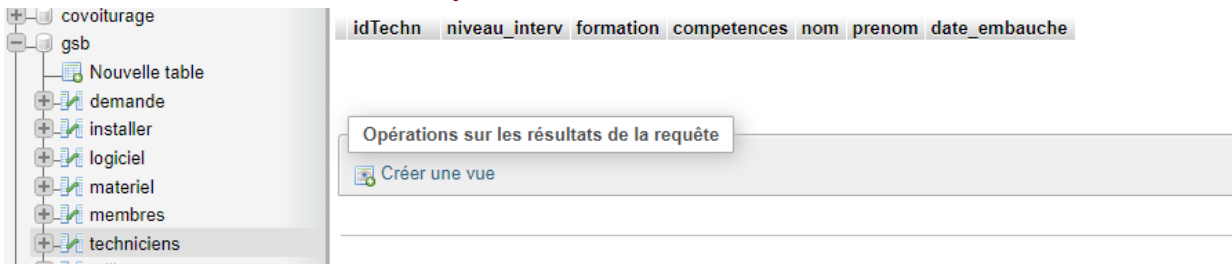 covoiturage
gsb
Nouvelle table
demande
installer
logiciel
materiel
membres
techniciens
idTechn niveau_interv formation competences nom prenom date_embauche
Opérations sur les résultats de la requête
Créer une vue